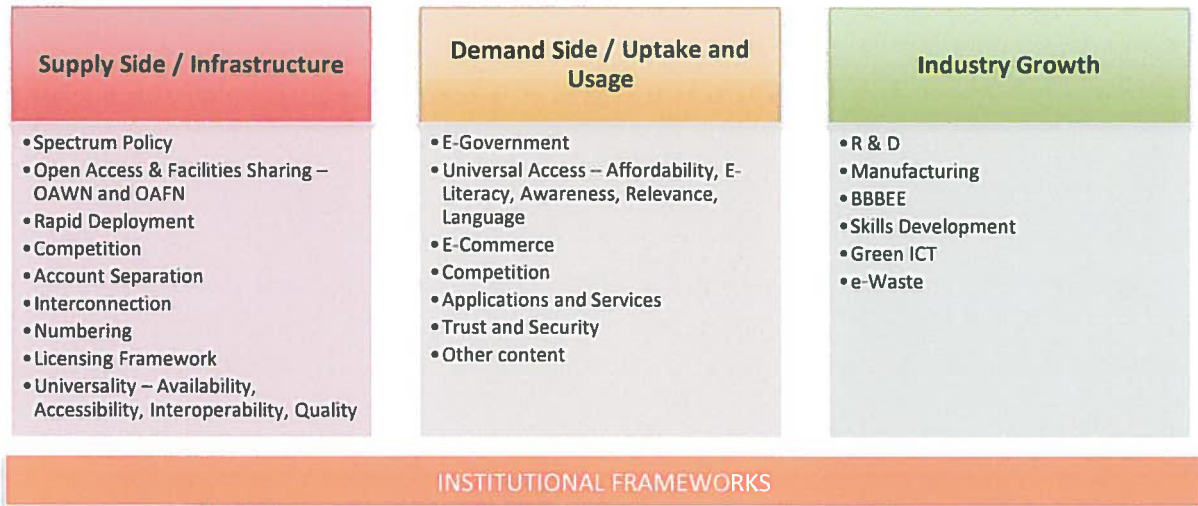 Supply Side / Infrastructure
• Spectrum Policy
• Open Access & Facilities Sharing –
OAWN and OAFN
• Rapid Deployment
• Competition
• Account Separation
• Interconnection
• Numbering
• Licensing Framework
• Universality – Availability,
Accessibility, Interoperability, Quality
Demand Side / Uptake and
Usage
• E-Government
• Universal Access – Affordability, E-
Literacy, Awareness, Relevance,
Language
• E-Commerce
• Competition
• Applications and Services
• Trust and Security
• Other content
Industry Growth
• R & D
• Manufacturing
• BBBEE
• Skills Development
• Green ICT
• e-Waste
INSTITUTIONAL FRAMEWORKS